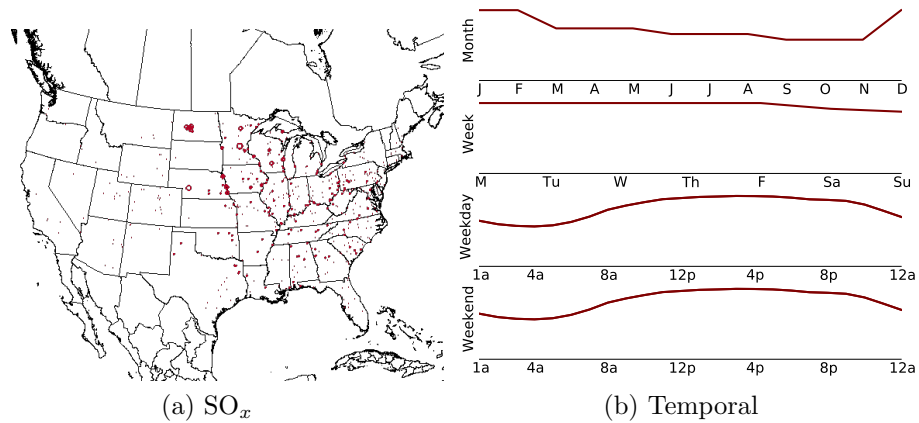 Month
J F M A M J J A S O N D
Week
M Tu W Th F Sa Su
Weekday
1a 4a 8a 12p 4p 8p 12a
Weekend
1a 4a 8a 12p 4p 8p 12a
(a) SOₓ
(b) Temporal